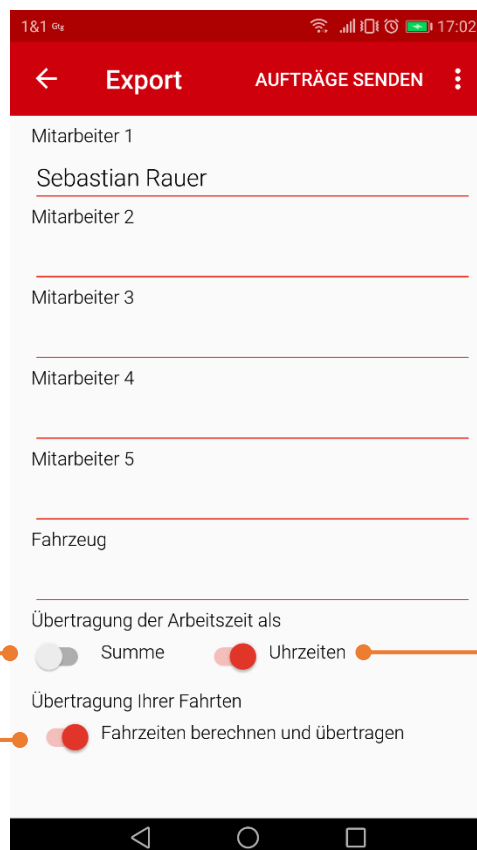 1&1 Gtg 17:02
Export AUFTRÄGE SENDEN
Mitarbeiter 1
Sebastian Rauer
Mitarbeiter 2
Mitarbeiter 3
Mitarbeiter 4
Mitarbeiter 5
Fahrzeug
Übertragung der Arbeitszeit als
Summe Uhrzeiten
Übertragung Ihrer Fahrten
Fahrzeiten berechnen und übertragen